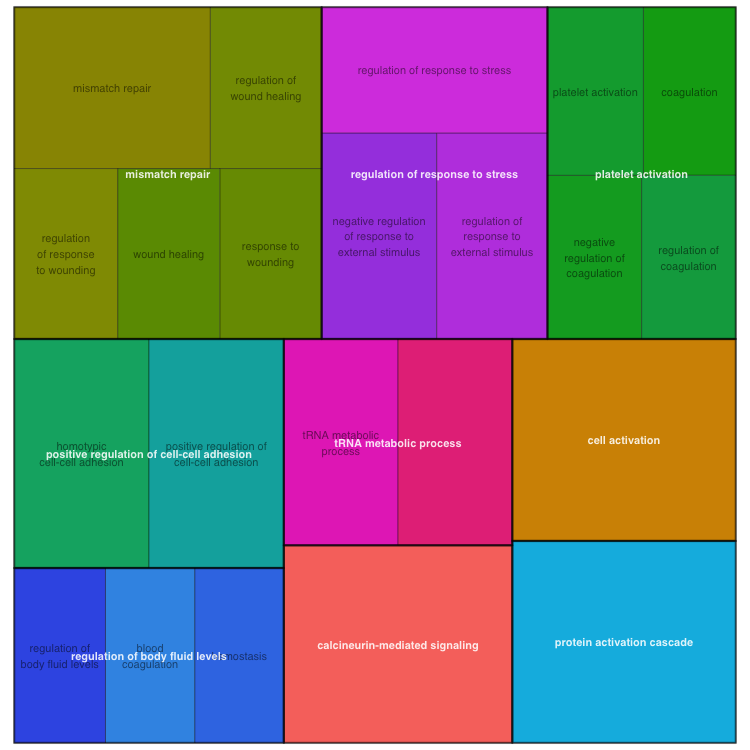 mismatch repair
regulation of
wound healing
regulation
of response
to wounding
wound healing
response to
wounding
mismatch repair
regulation of response to stress
negative regulation
of response to
external stimulus
regulation of
response to
external stimulus
regulation of response to stress
platelet activation
coagulation
negative
regulation of
coagulation
regulation of
coagulation
platelet activation
homotypic
cell-cell adhesion
positive regulation of
cell-cell adhesion
positive regulation of cell-cell adhesion
tRNA metabolic
process
tRNA metabolic process
cell activation
regulation of
body fluid levels
blood
coagulation
regulation of body fluid levels
calcineurin-mediated signaling
protein activation cascade